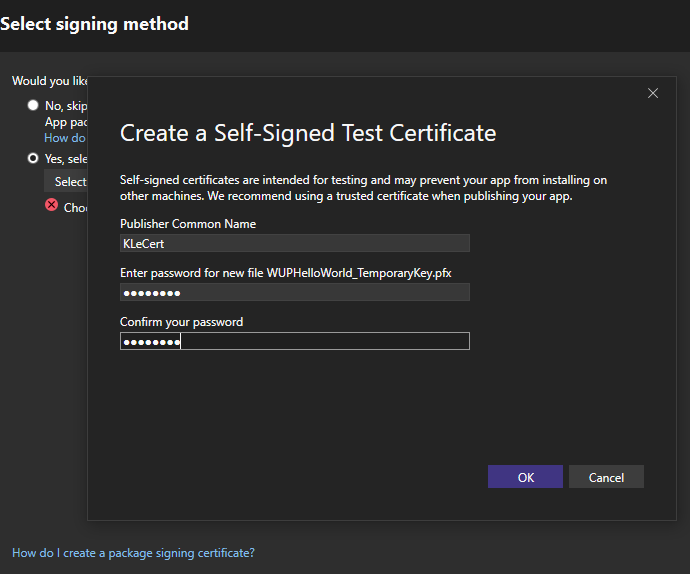 Select signing method
Would you like
No, skip
App pac
How do
Yes, sele
Select
Choo
Create a Self-Signed Test Certificate
Self-signed certificates are intended for testing and may prevent your app from installing on
other machines. We recommend using a trusted certificate when publishing your app.
Publisher Common Name
KLeCert
Enter password for new file WUPHelloWorld_TemporaryKey.pfx
●●●●●●●●
Confirm your password
●●●●●●●●
OK Cancel
How do I create a package signing certificate?